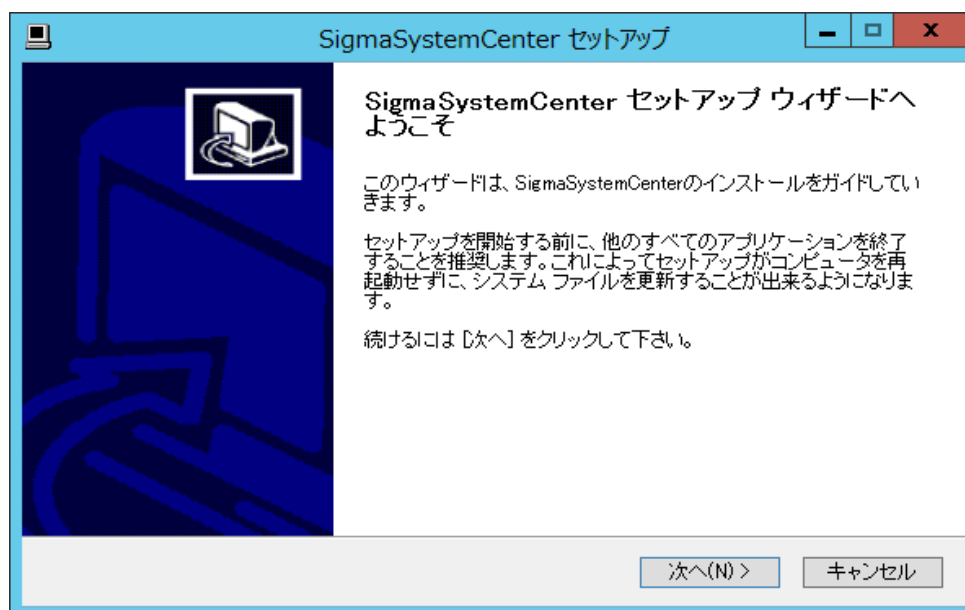 SigmaSystemCenter セットアップ
x
SigmaSystemCenter セットアップ ウィザードへ
ようこそ
このウィザードは、SigmaSystemCenterのインストールをガイドしてい
きます。
セットアップを開始する前に、他のすべてのアプリケーションを終了
することを推奨します。これによってセットアップがコンピュータを再
起動せずに、システム ファイルを更新することが出来るようになりま
す。
続けるには [次へ] をクリックして下さい。
次へ(N) >
キャンセル